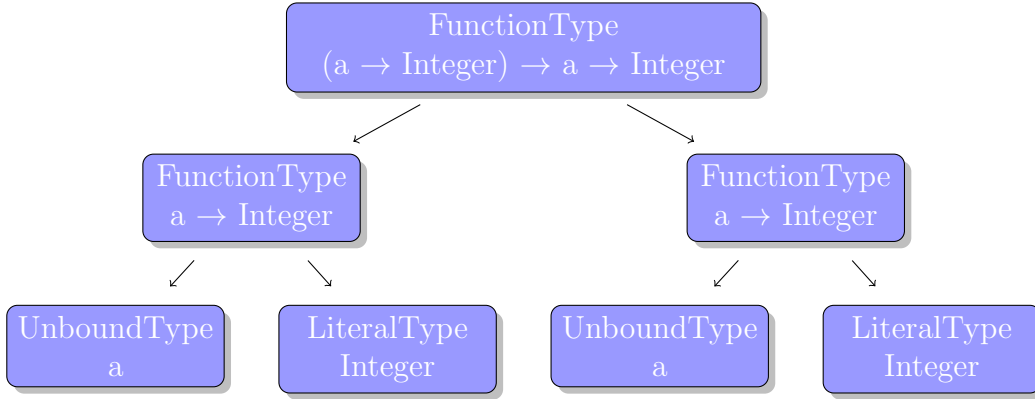 FunctionType
(a → Integer) → a → Integer
FunctionType
a → Integer
FunctionType
a → Integer
UnboundType
a
LiteralType
Integer
UnboundType
a
LiteralType
Integer